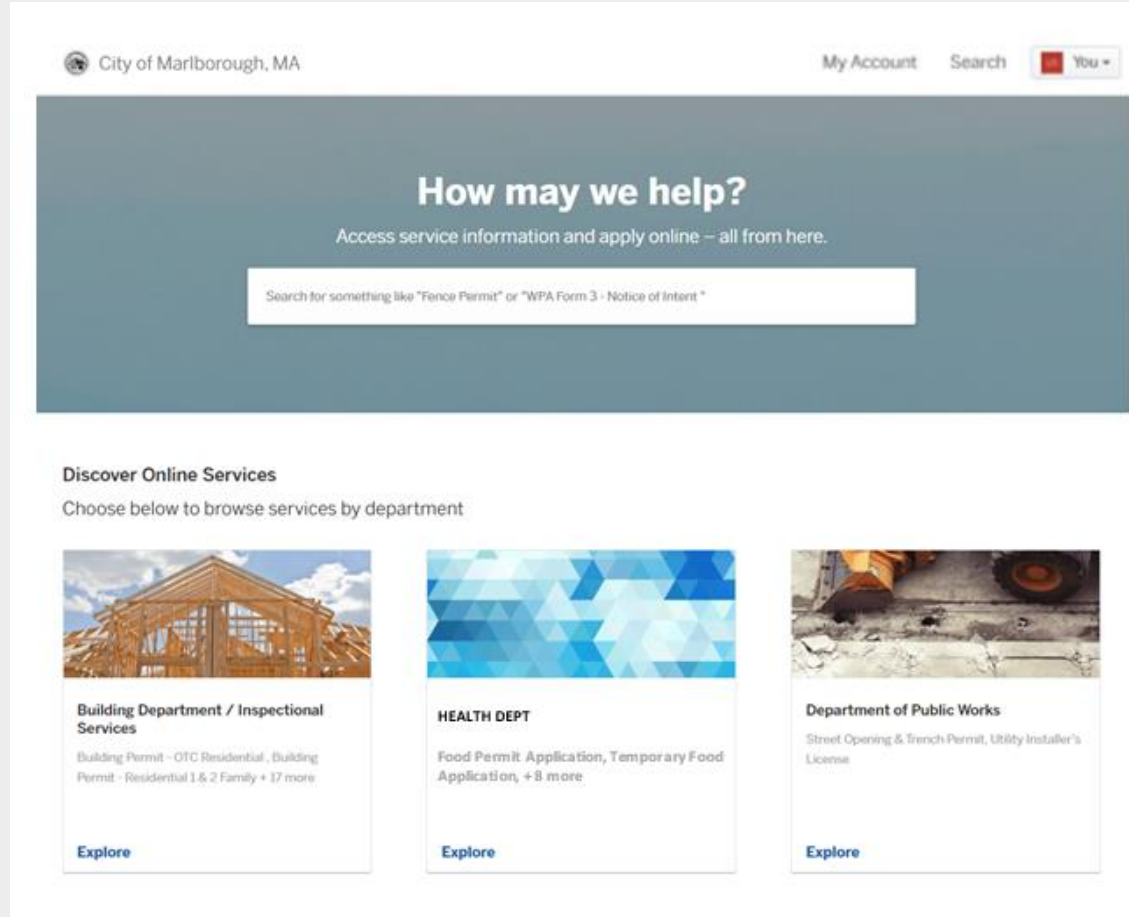 City of Marlborough, MA
My Account
Search
You
How may we help?
Access service information and apply online – all from here.
Search for something like "Fence Permit" or "WPA Form 3 - Notice of Intent "
Discover Online Services
Choose below to browse services by department
Building Department / Inspectional
Services
Building Permit - OTC Residential , Building
Permit - Residential 1 & 2 Family + 17 more
Explore
HEALTH DEPT
Food Permit Application, Temporary Food
Application, + 8 more
Explore
Department of Public Works
Street Opening & Trench Permit, Utility Installer's
License
Explore